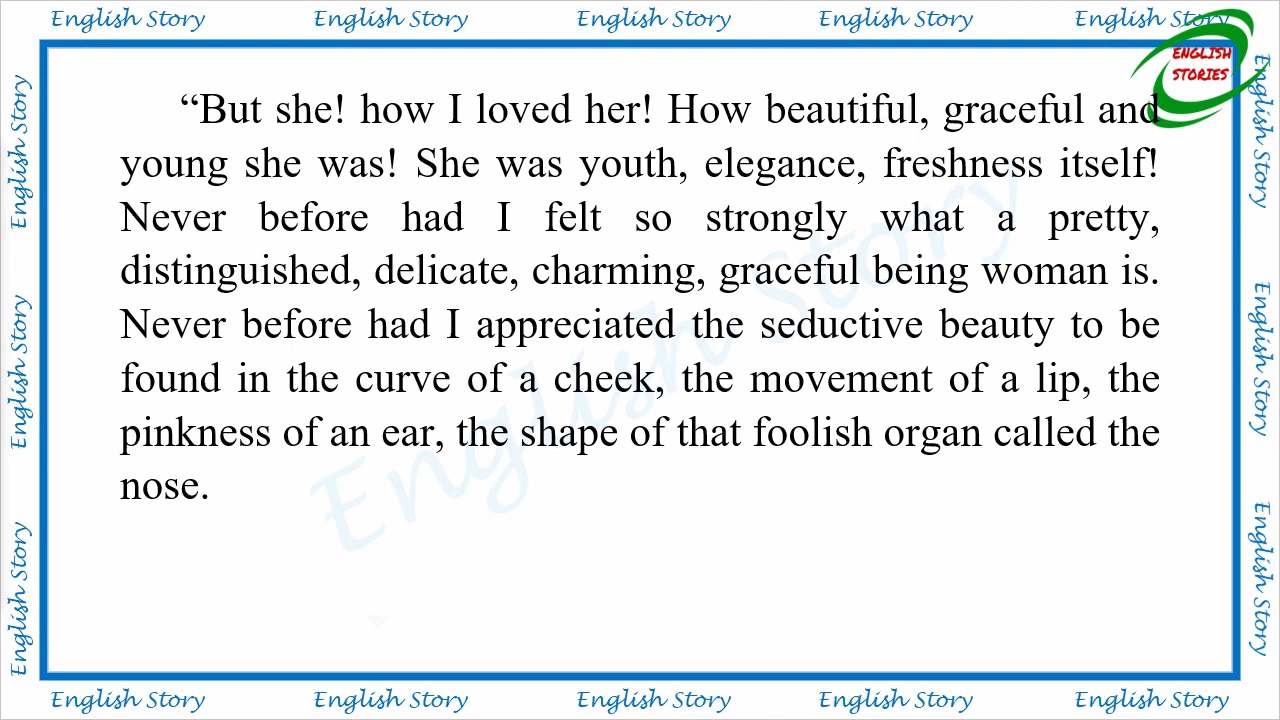 English Story English Story English Story English Story English Story
ENGLISH
STORIES
“But she! how I loved her! How beautiful, graceful and
young she was! She was youth, elegance, freshness itself!
Never before had I felt so strongly what a pretty,
distinguished, delicate, charming, graceful being woman is.
Never before had I appreciated the seductive beauty to be
found in the curve of a cheek, the movement of a lip, the
pinkness of an ear, the shape of that foolish organ called the
nose.
English Story
English Story
English Story
English Story
English Story
English Story
English Story
English Story English Story English Story English Story English Story